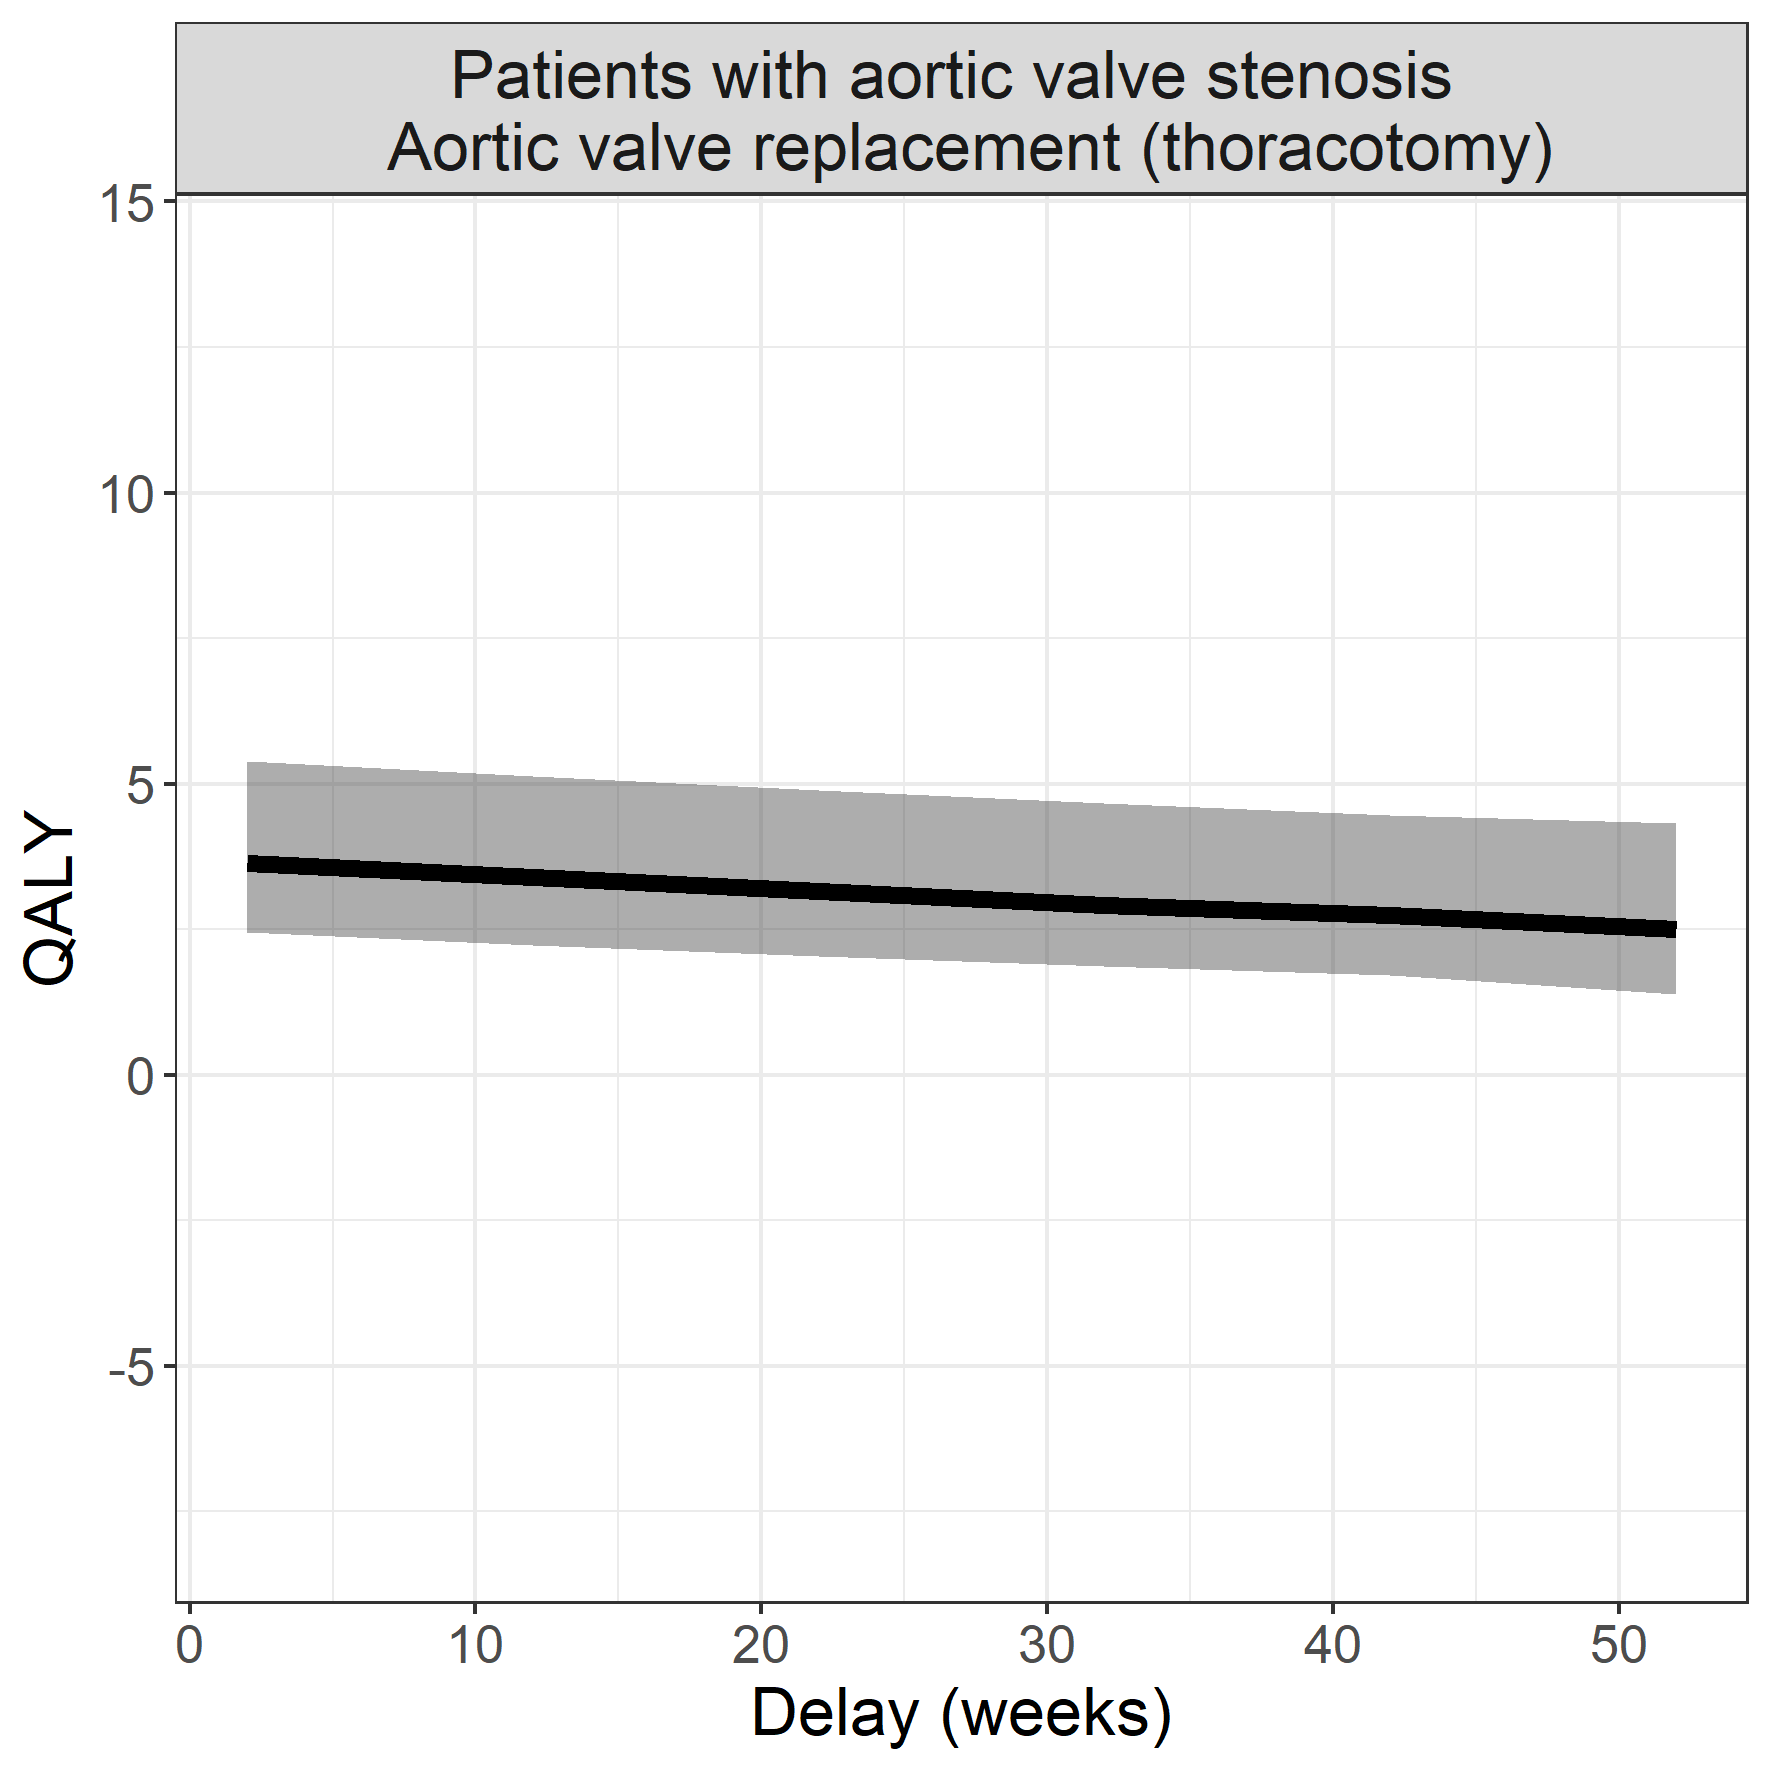 Patients with aortic valve stenosis
Aortic valve replacement (thoracotomy)
15
10
5
0
-5
QALY
0 10 20 30 40 50
Delay (weeks)